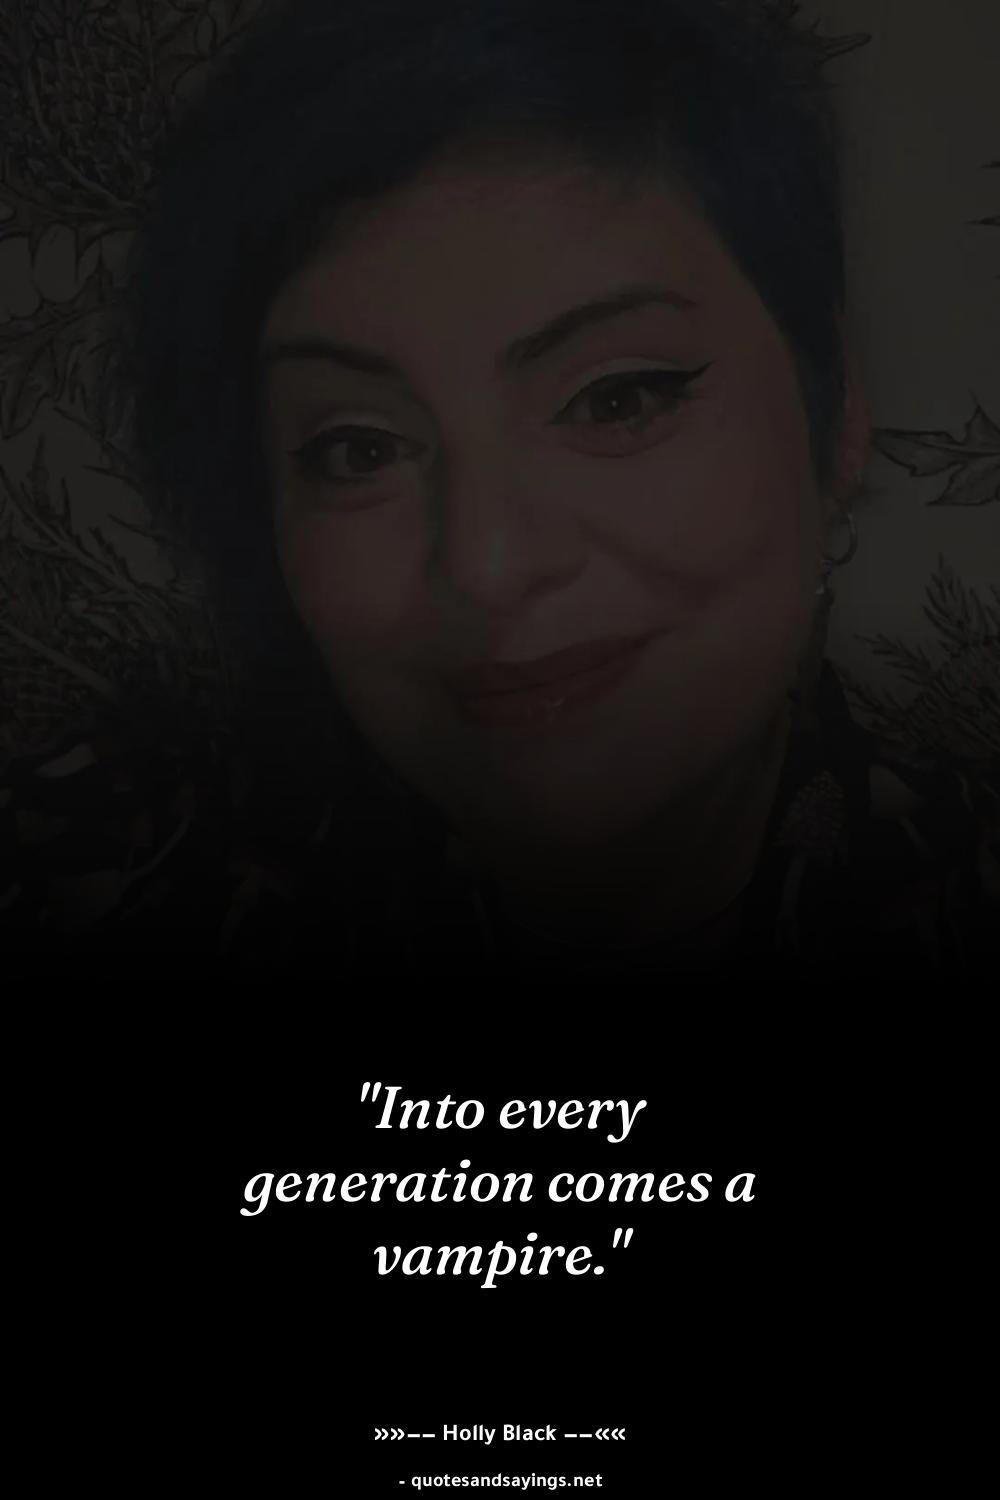 "Into every
generation comes a
vampire."
»»−− Holly Black −−««
- quotesandsayings.net